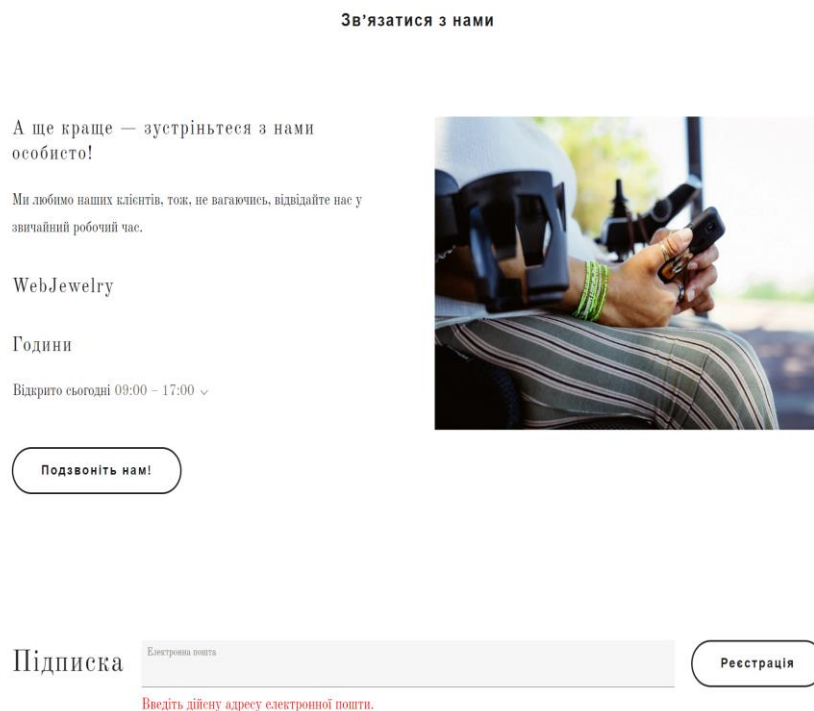 Зв’язатися з нами
А ще краще — зустріньтеся з нами
особисто!
Ми любимо наших клієнтів, тож, не вагаючись, відвідайте нас у
звичайний робочий час.
WebJewelry
Години
Відкрито сьогодні 09:00 – 17:00
Подзвоніть нам!
Підписка
Електронна пошта
Реєстрація
Введіть дійсну адресу електронної пошти.